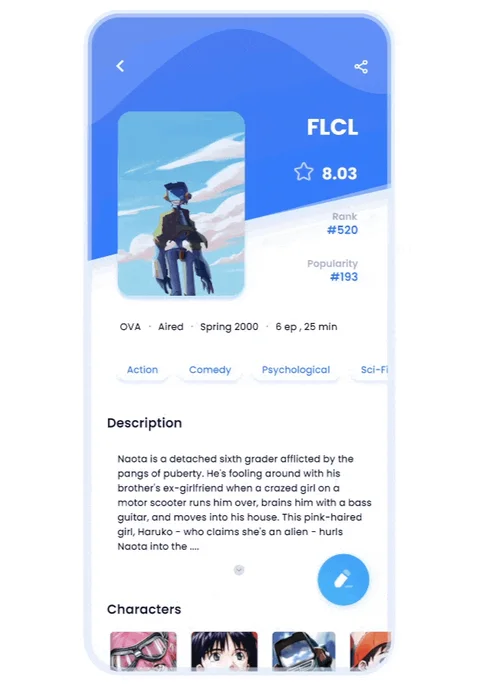 FLCL
8.03
Rank
#520
Popularity
#193
OVA · Aired · Spring 2000 · 6 ep , 25 min
Action Comedy Psychological Sci-Fi
Description
Naota is a detached sixth grader afflicted by the
pangs of puberty. He's fooling around with his
brother's ex-girlfriend when a crazed girl on a
motor scooter runs him over, brains him with a bass
guitar, and moves into his house. This pink-haired
girl, Haruko - who claims she's an alien - hurls
Naota into the ....
Characters